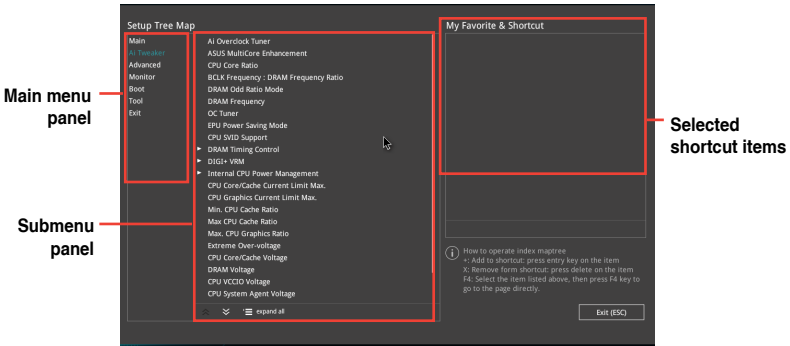 Setup Tree Map
My Favorite & Shortcut
Main menu panel
Main
Ai Tweaker
Advanced
Monitor
Boot
Tool
Exit
Submenu panel
Ai Overclock Tuner
ASUS MultiCore Enhancement
CPU Core Ratio
BCLK Frequency : DRAM Frequency Ratio
DRAM Odd Ratio Mode
DRAM Frequency
OC Tuner
EPU Power Saving Mode
CPU SVID Support
DRAM Timing Control
DIGI+ VRM
Internal CPU Power Management
CPU Core/Cache Current Limit Max.
CPU Graphics Current Limit Max.
Min. CPU Cache Ratio
Max CPU Cache Ratio
Max. CPU Graphics Ratio
Extreme Over-voltage
CPU Core/Cache Voltage
DRAM Voltage
CPU VCCIO Voltage
CPU System Agent Voltage
expand all
Selected shortcut items
How to operate index maptree
+: Add to shortcut: press entry key on the item
X: Remove form shortcut: press delete on the item
F4: Select the item listed above, then press F4 key to
go to the page directly.
Exit (ESC)